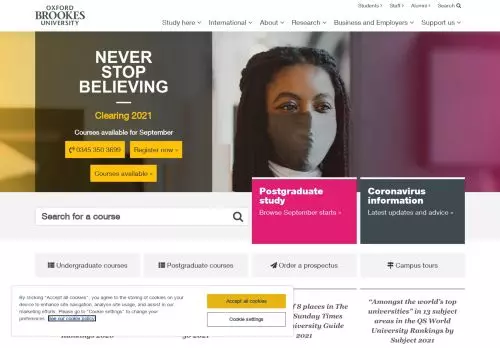 OXFORD
BROOKES
UNIVERSITY
Students
Staff
Alumni
Search
Study here
International
About
Research
Business and Employers
Support us
NEVER
STOP
BELIEVING
Clearing 2021
Courses available for September
0345 350 3699
Register now »
Courses available »
Postgraduate
study
Browse September starts »
Coronavirus
information
Latest updates and advice »
Search for a course
Undergraduate courses
Postgraduate courses
Order a prospectus
Campus tours
By clicking “Accept all cookies”, you agree to the storing of cookies on your
device to enhance site navigation, analyse site usage, and assist in our
marketing efforts. Please go to "Cookie settings" to change your
preferences. See our cookie policy
Accept all cookies
Cookie settings
8 places in The
Sunday Times
University Guide
2021
“Amongst the world’s top
universities” in 13 subject
areas in the QS World
University Rankings by
Subject 2021